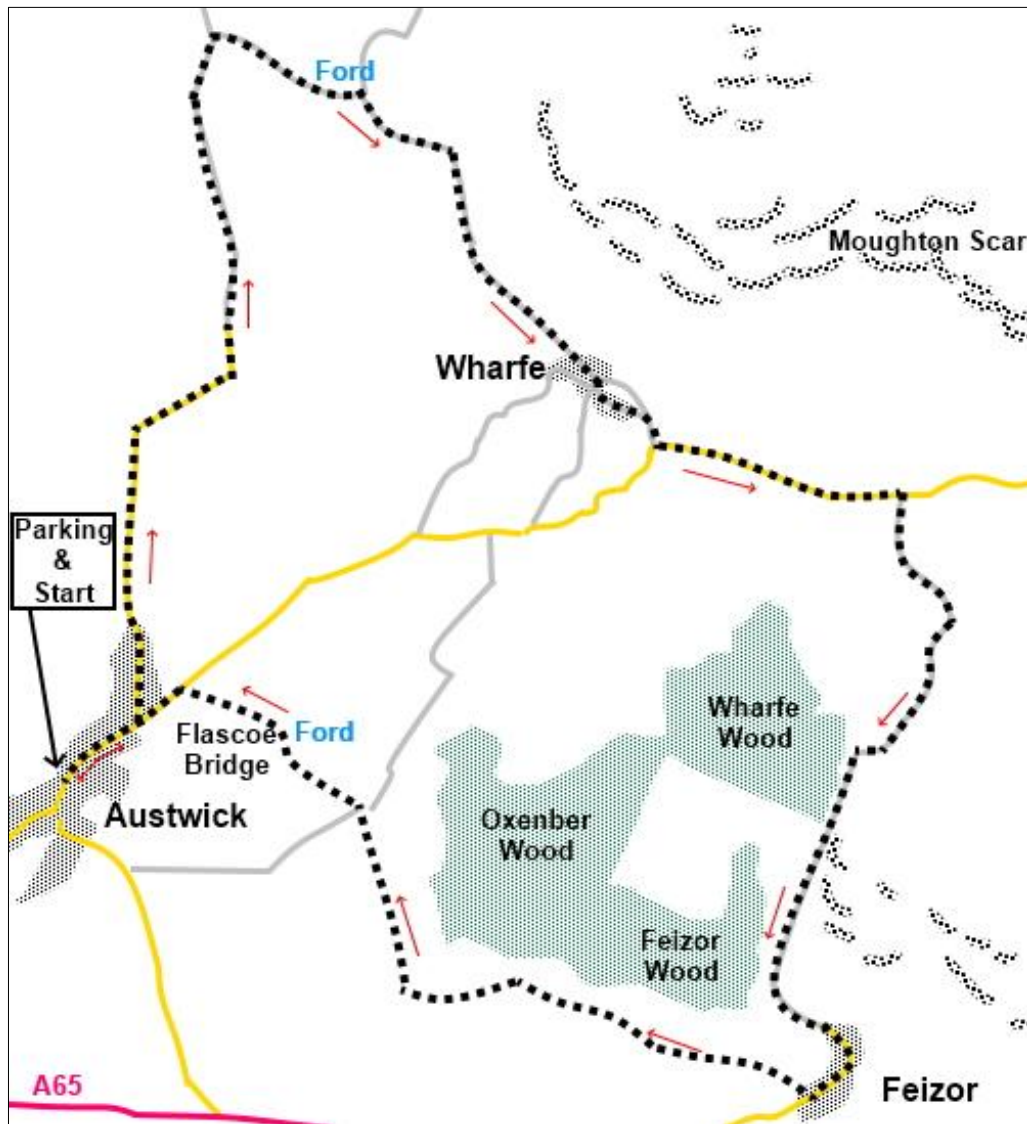 Ford
Moughton Scar
Wharfe
Parking
&
Start
Wharfe
Wood
Flascoe
Bridge
Ford
Austwick
Oxenber
Wood
Feizor
Wood
A65
Feizor